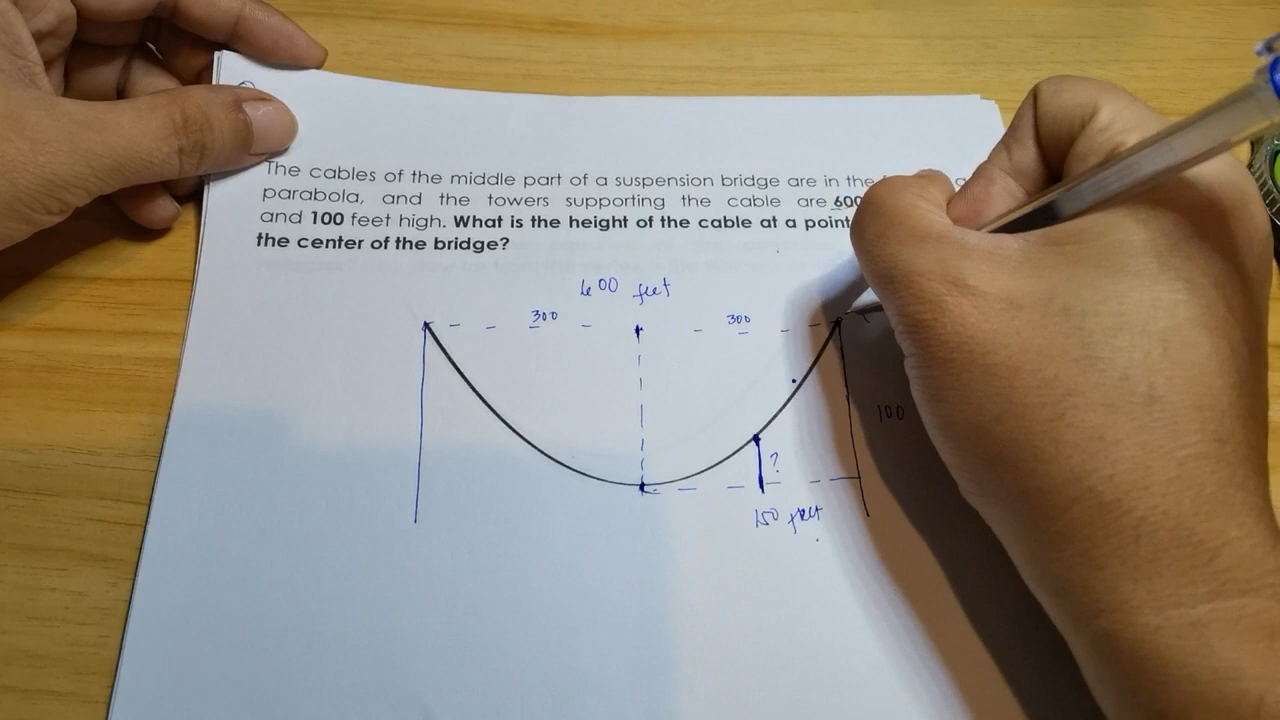 The cables of the middle part of a suspension bridge are in the
parabola, and the towers supporting the cable are 600
and 100 feet high. What is the height of the cable at a point
the center of the bridge?
600 feet
300 300
100
?
150 feet